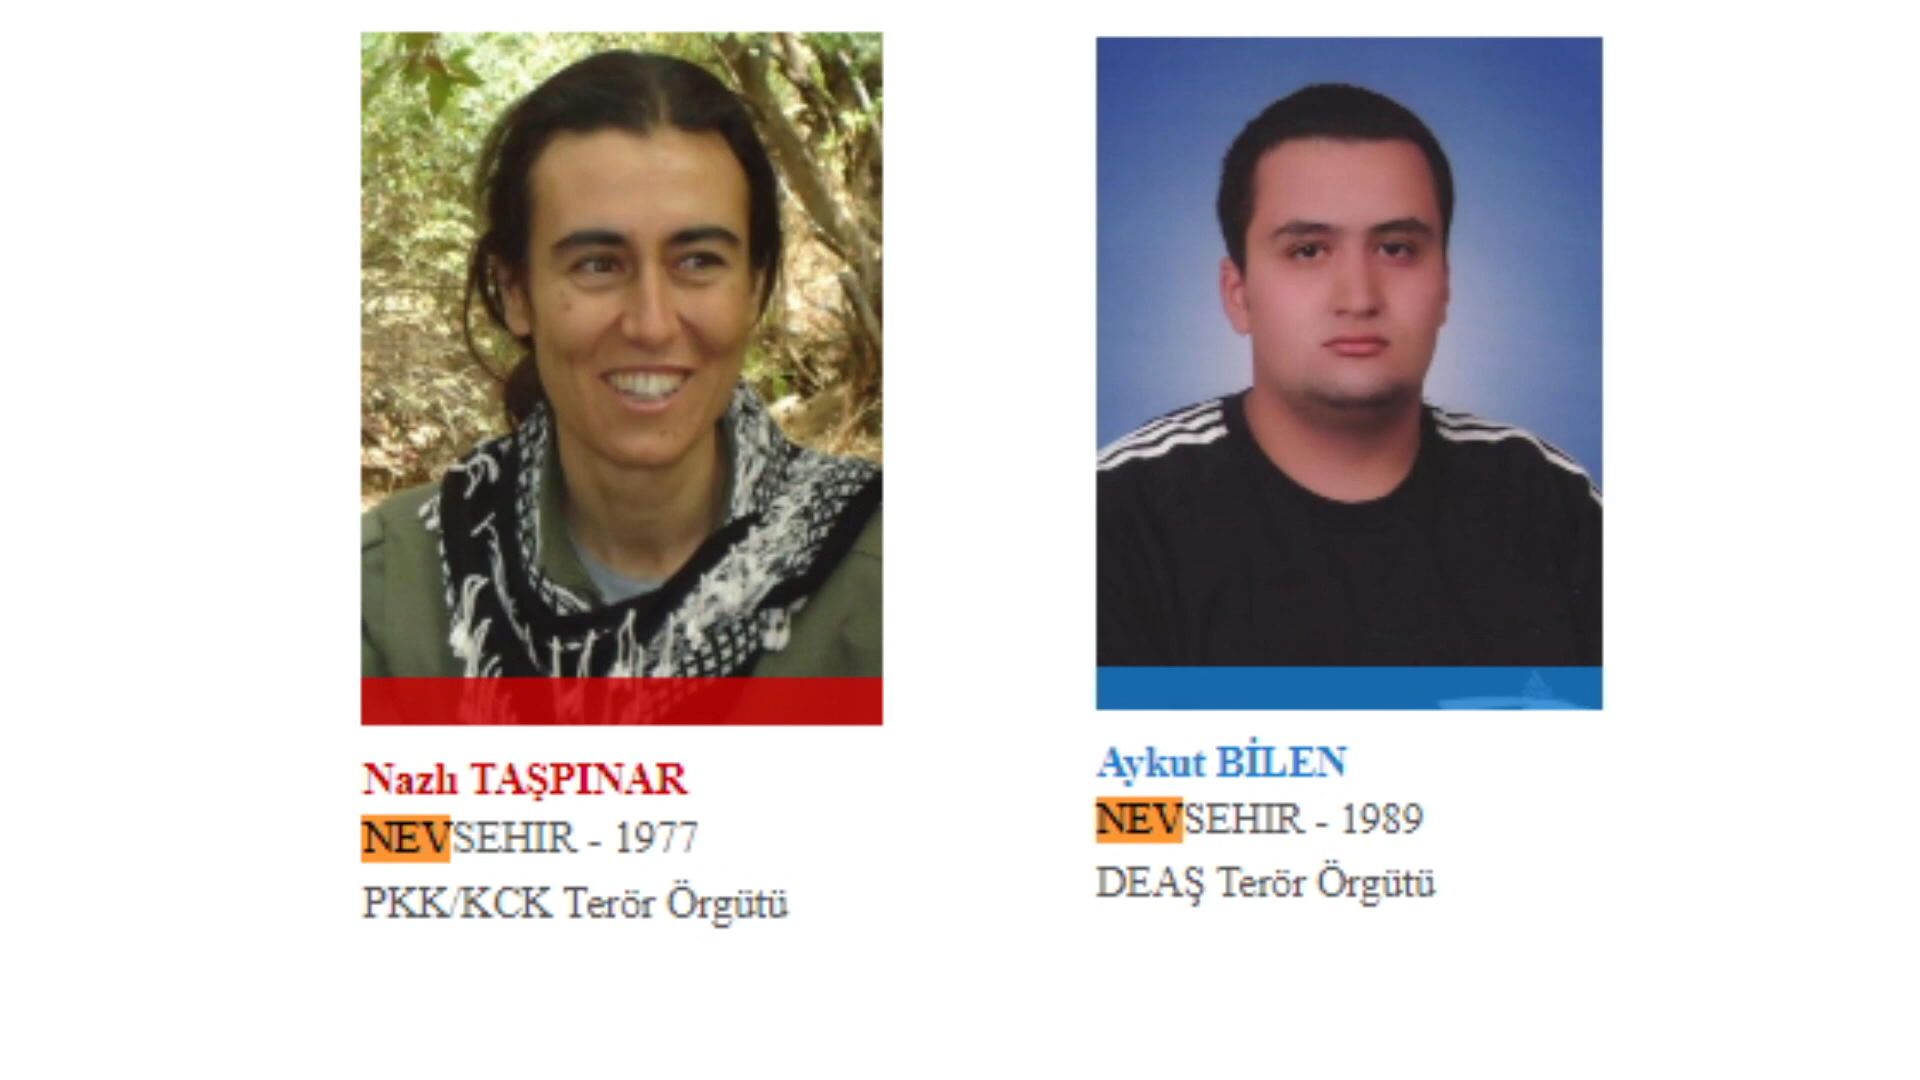 Nazlı TAŞPINAR
NEVSEHIR - 1977
PKK/KCK Terör Örgütü
Aykut BİLEN
NEVSEHIR - 1989
DEAŞ Terör Örgütü